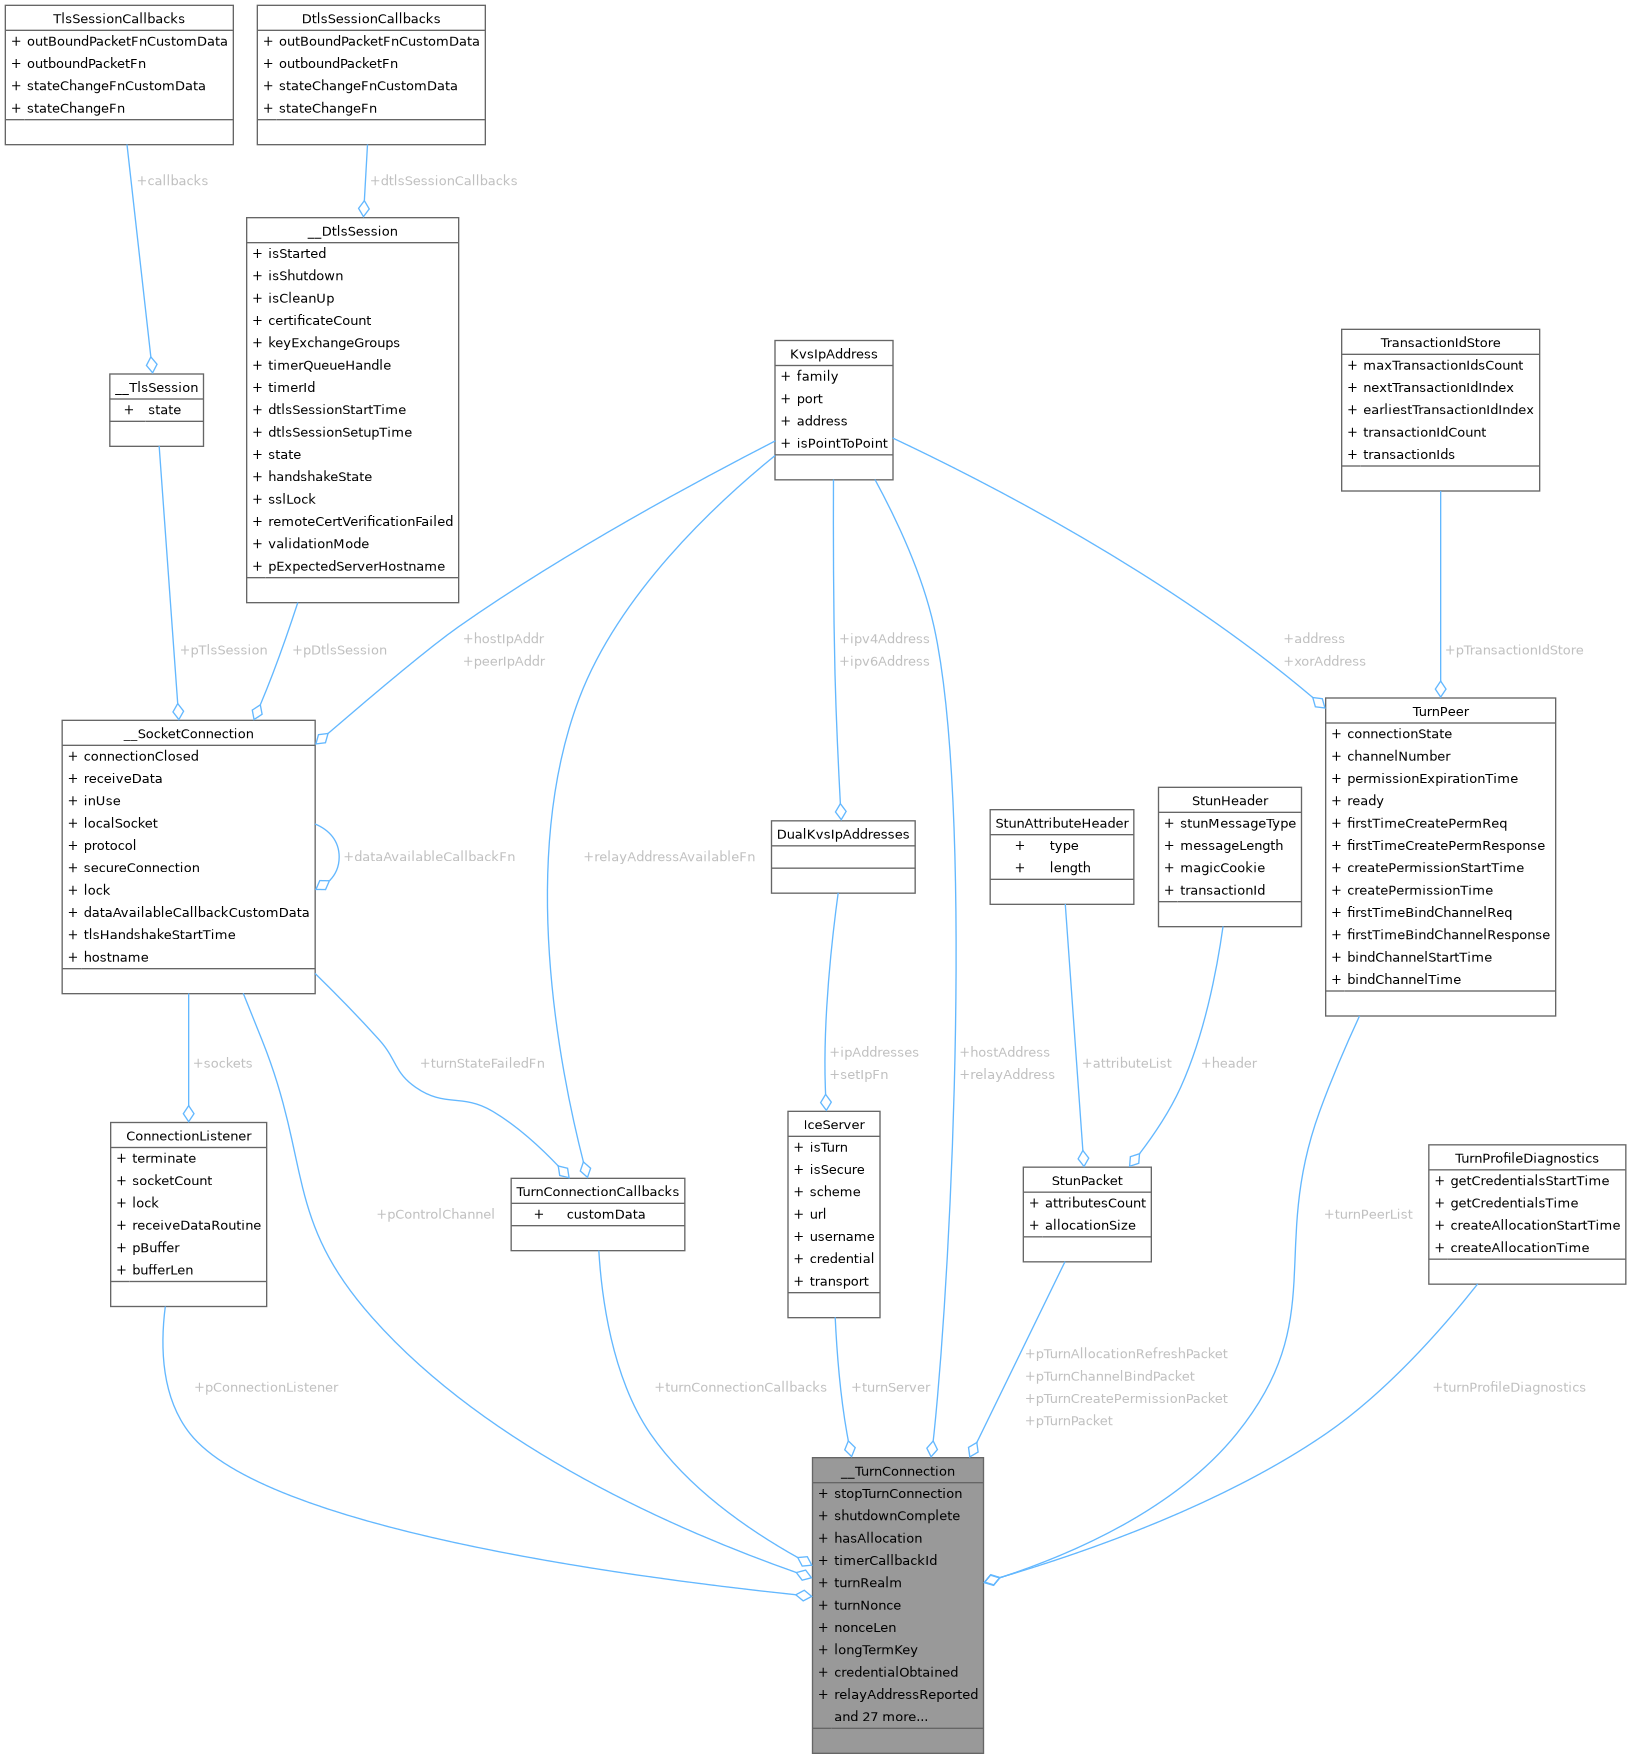 TlsSessionCallbacks
+ outBoundPacketFnCustomData
+ outboundPacketFn
+ stateChangeFnCustomData
+ stateChangeFn
DtlsSessionCallbacks
+ outBoundPacketFnCustomData
+ outboundPacketFn
+ stateChangeFnCustomData
+ stateChangeFn
+callbacks
+dtlsSessionCallbacks
__DtlsSession
+ isStarted
+ isShutdown
+ isCleanUp
+ certificateCount
+ keyExchangeGroups
+ timerQueueHandle
+ timerId
+ dtlsSessionStartTime
+ dtlsSessionSetupTime
+ state
+ handshakeState
+ sslLock
+ remoteCertVerificationFailed
+ validationMode
+ pExpectedServerHostname
__TlsSession
+ state
KvsIpAddress
+ family
+ port
+ address
+ isPointToPoint
TransactionIdStore
+ maxTransactionIdsCount
+ nextTransactionIdIndex
+ earliestTransactionIdIndex
+ transactionIdCount
+ transactionIds
+pTlsSession
+pDtlsSession
+hostIpAddr
+peerIpAddr
+ipv4Address
+ipv6Address
+address
+xorAddress
+pTransactionIdStore
__SocketConnection
+ connectionClosed
+ receiveData
+ inUse
+ localSocket
+ protocol
+ secureConnection
+ lock
+ dataAvailableCallbackCustomData
+ tlsHandshakeStartTime
+ hostname
+dataAvailableCallbackFn
+relayAddressAvailableFn
DualKvsIpAddresses
StunAttributeHeader
+ type
+ length
StunHeader
+ stunMessageType
+ messageLength
+ magicCookie
+ transactionId
TurnPeer
+ connectionState
+ channelNumber
+ permissionExpirationTime
+ ready
+ firstTimeCreatePermReq
+ firstTimeCreatePermResponse
+ createPermissionStartTime
+ createPermissionTime
+ firstTimeBindChannelReq
+ firstTimeBindChannelResponse
+ bindChannelStartTime
+ bindChannelTime
+sockets
+turnStateFailedFn
+ipAddresses
+setIpFn
+hostAddress
+relayAddress
+attributeList
+header
ConnectionListener
+ terminate
+ socketCount
+ lock
+ receiveDataRoutine
+ pBuffer
+ bufferLen
+pControlChannel
TurnConnectionCallbacks
+ customData
IceServer
+ isTurn
+ isSecure
+ scheme
+ url
+ username
+ credential
+ transport
StunPacket
+ attributesCount
+ allocationSize
+turnPeerList
TurnProfileDiagnostics
+ getCredentialsStartTime
+ getCredentialsTime
+ createAllocationStartTime
+ createAllocationTime
+pConnectionListener
+turnConnectionCallbacks
+turnServer
+pTurnAllocationRefreshPacket
+pTurnChannelBindPacket
+pTurnCreatePermissionPacket
+pTurnPacket
+turnProfileDiagnostics
__TurnConnection
+ stopTurnConnection
+ shutdownComplete
+ hasAllocation
+ timerCallbackId
+ turnRealm
+ turnNonce
+ nonceLen
+ longTermKey
+ credentialObtained
+ relayAddressReported
and 27 more...